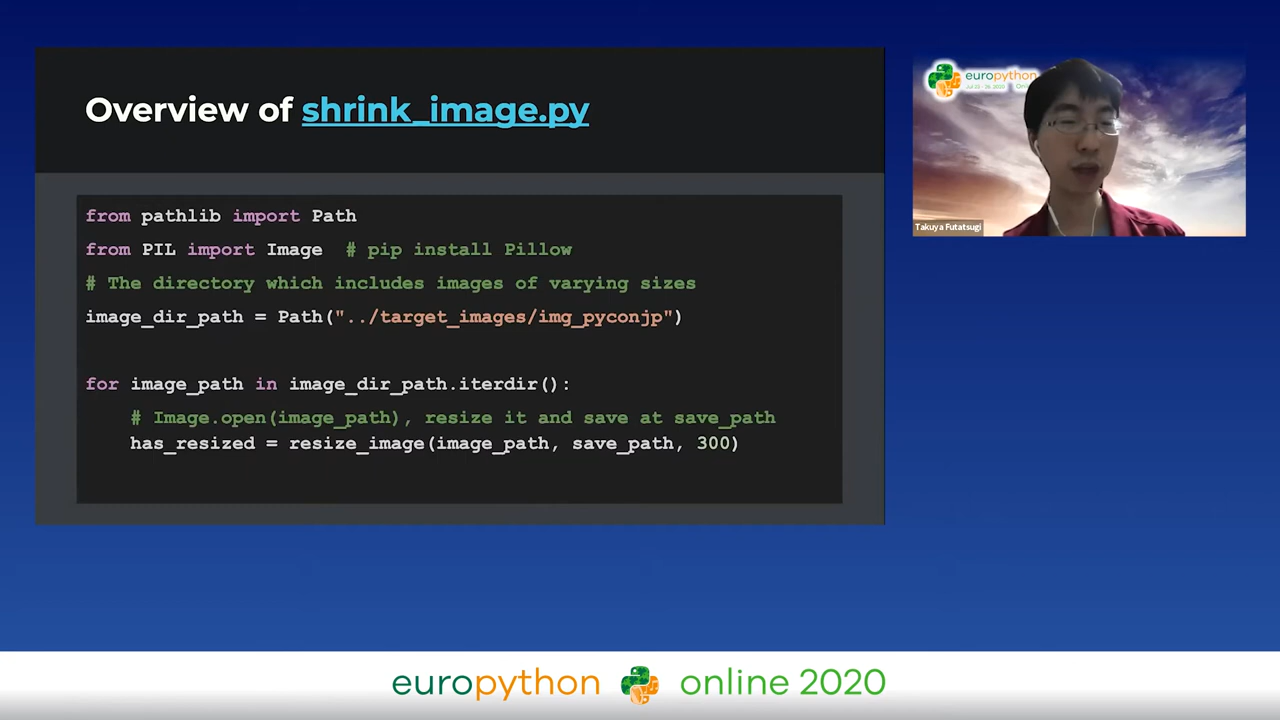 Overview of shrink_image.py
from pathlib import Path
from PIL import Image  # pip install Pillow
# The directory which includes images of varying sizes
image_dir_path = Path("../target_images/img_pyconjp")
for image_path in image_dir_path.iterdir():
    # Image.open(image_path), resize it and save at save_path
    has_resized = resize_image(image_path, save_path, 300)
europython
Takuya Futatsugi
europython online 2020